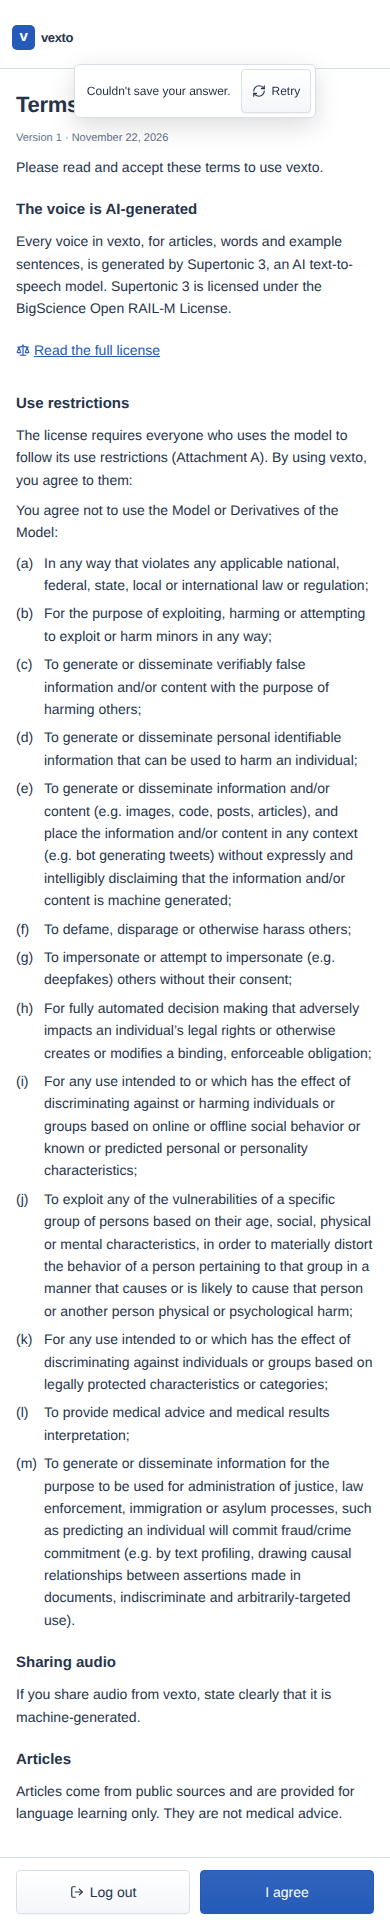 v vexto
Couldn't save your answer. Retry
Terms
Version 1 · November 22, 2026
Please read and accept these terms to use vexto.
The voice is AI-generated
Every voice in vexto, for articles, words and example
sentences, is generated by Supertonic 3, an AI text-to-
speech model. Supertonic 3 is licensed under the
BigScience Open RAIL-M License.
Read the full license
Use restrictions
The license requires everyone who uses the model to
follow its use restrictions (Attachment A). By using vexto,
you agree to them:
You agree not to use the Model or Derivatives of the
Model:
(a) In any way that violates any applicable national,
federal, state, local or international law or regulation;
(b) For the purpose of exploiting, harming or attempting
to exploit or harm minors in any way;
(c) To generate or disseminate verifiably false
information and/or content with the purpose of
harming others;
(d) To generate or disseminate personal identifiable
information that can be used to harm an individual;
(e) To generate or disseminate information and/or
content (e.g. images, code, posts, articles), and
place the information and/or content in any context
(e.g. bot generating tweets) without expressly and
intelligibly disclaiming that the information and/or
content is machine generated;
(f) To defame, disparage or otherwise harass others;
(g) To impersonate or attempt to impersonate (e.g.
deepfakes) others without their consent;
(h) For fully automated decision making that adversely
impacts an individual’s legal rights or otherwise
creates or modifies a binding, enforceable obligation;
(i) For any use intended to or which has the effect of
discriminating against or harming individuals or
groups based on online or offline social behavior or
known or predicted personal or personality
characteristics;
(j) To exploit any of the vulnerabilities of a specific
group of persons based on their age, social, physical
or mental characteristics, in order to materially distort
the behavior of a person pertaining to that group in a
manner that causes or is likely to cause that person
or another person physical or psychological harm;
(k) For any use intended to or which has the effect of
discriminating against individuals or groups based on
legally protected characteristics or categories;
(l) To provide medical advice and medical results
interpretation;
(m) To generate or disseminate information for the
purpose to be used for administration of justice, law
enforcement, immigration or asylum processes, such
as predicting an individual will commit fraud/crime
commitment (e.g. by text profiling, drawing causal
relationships between assertions made in
documents, indiscriminate and arbitrarily-targeted
use).
Sharing audio
If you share audio from vexto, state clearly that it is
machine-generated.
Articles
Articles come from public sources and are provided for
language learning only. They are not medical advice.
Log out I agree